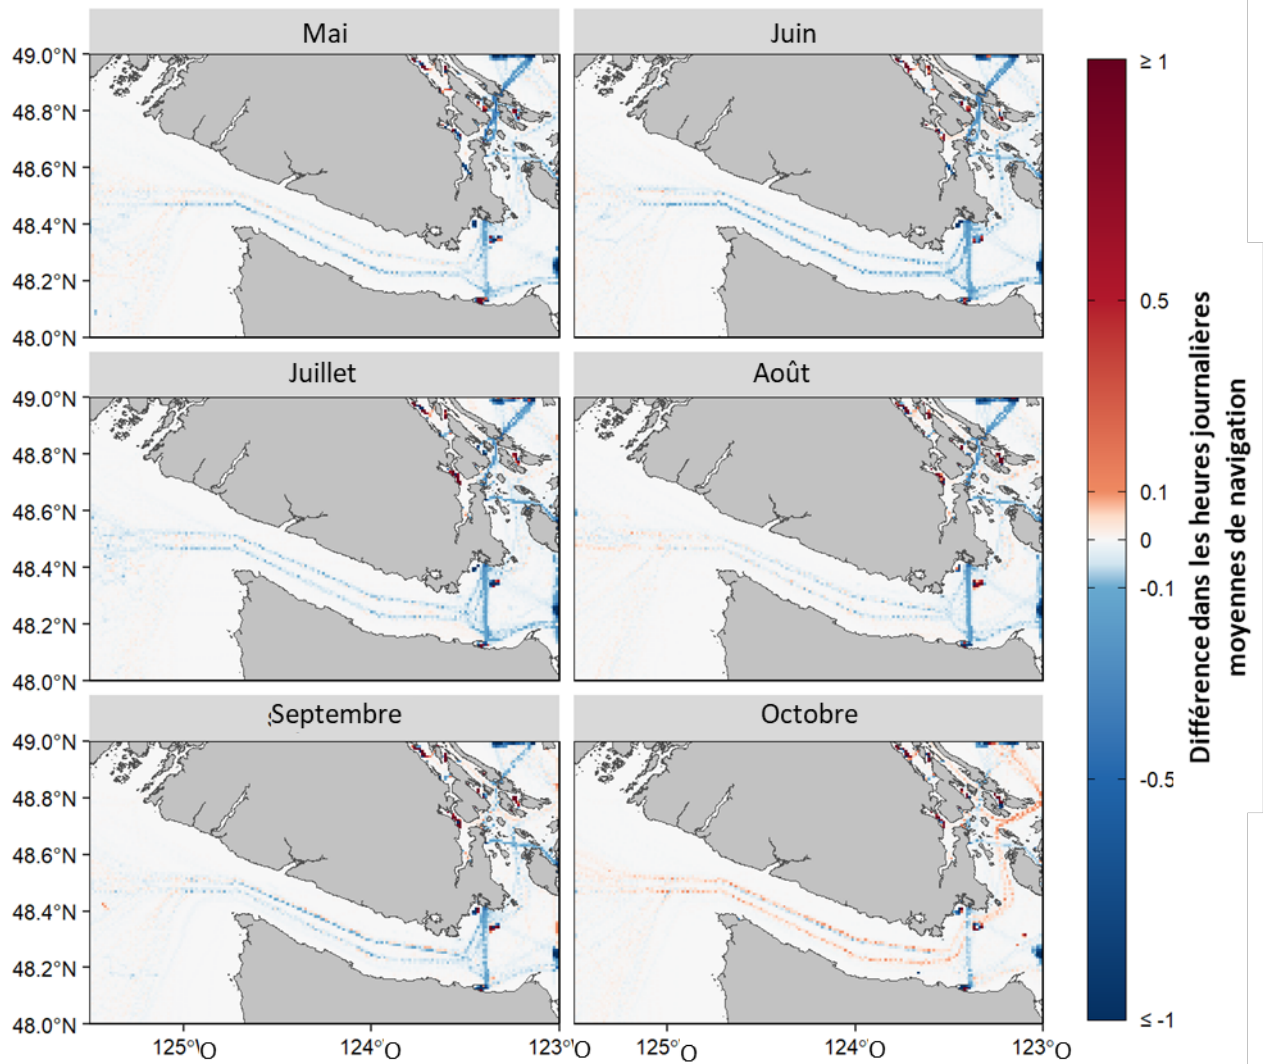 Mai
Juin
49.0°N
48.8°N
48.6°N
48.4°N
48.2°N
48.0°N
Juillet
Août
49.0°N
48.8°N
48.6°N
48.4°N
48.2°N
48.0°N
Septembre
Octobre
49.0°N
48.8°N
48.6°N
48.4°N
48.2°N
48.0°N
125°O
124°O
123°O
125°O
124°O
123°O
≥ 1
0.5
0.1
0
-0.1
-0.5
≤ -1
Différence dans les heures journalières
moyennes de navigation